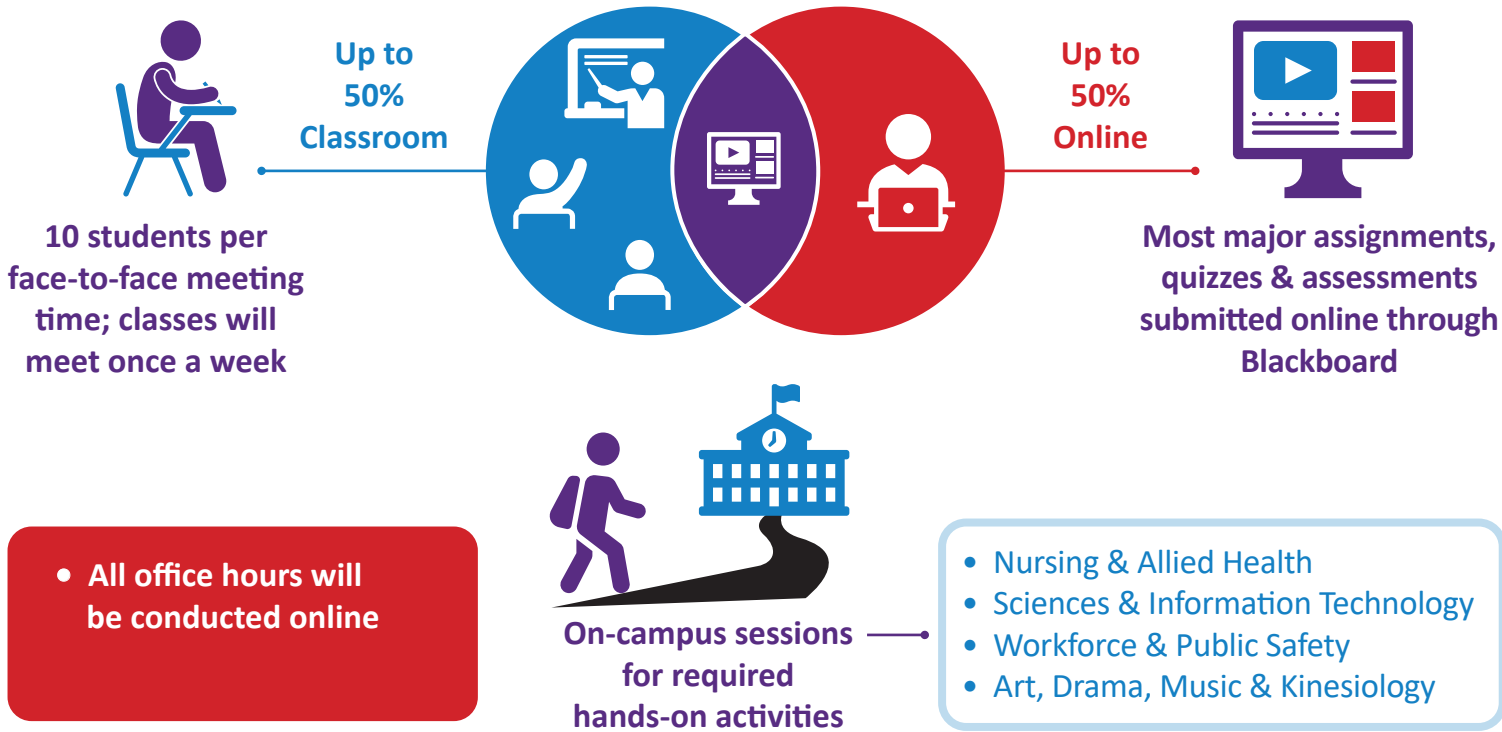 Up to
50%
Classroom
10 students per
face-to-face meeting
time; classes will
meet once a week
Up to
50%
Online
Most major assignments,
quizzes & assessments
submitted online through
Blackboard
• All office hours will
be conducted online
On-campus sessions
for required
hands-on activities
• Nursing & Allied Health
• Sciences & Information Technology
• Workforce & Public Safety
• Art, Drama, Music & Kinesiology